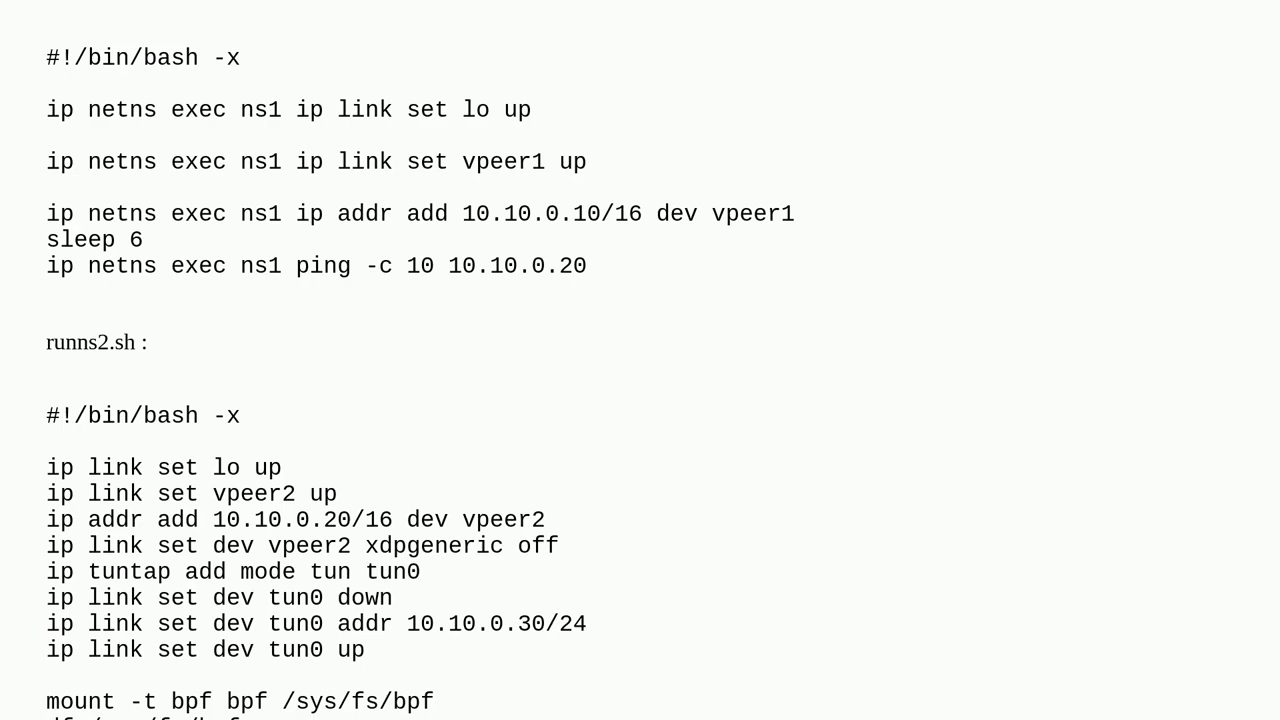 #!/bin/bash -x
ip netns exec ns1 ip link set lo up
ip netns exec ns1 ip link set vpeer1 up
ip netns exec ns1 ip addr add 10.10.0.10/16 dev vpeer1
sleep 6
ip netns exec ns1 ping -c 10 10.10.0.20
runns2.sh :
#!/bin/bash -x
ip link set lo up
ip link set vpeer2 up
ip addr add 10.10.0.20/16 dev vpeer2
ip link set dev vpeer2 xdpgeneric off
ip tuntap add mode tun tun0
ip link set dev tun0 down
ip link set dev tun0 addr 10.10.0.30/24
ip link set dev tun0 up
mount -t bpf bpf /sys/fs/bpf